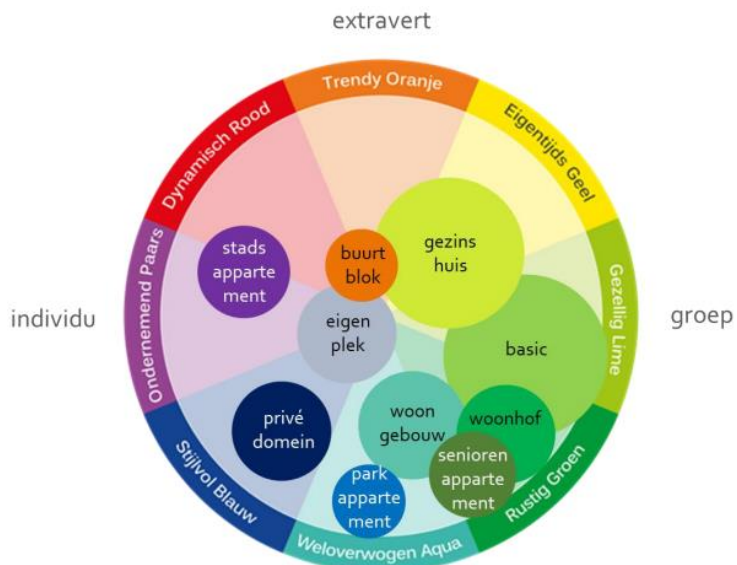 extravert
Trendy Oranje
Dynamisch Rood
Eigentijds Geel
stads
apparte
ment
buurt
blok
gezins
huis
Ondernemend Paars
Gezellig Lime
individu
groep
eigen
plek
basic
privé
domein
woon
gebouw
woonhof
senioren
apparte
ment
park
apparte
ment
Stijlvol Blauw
Rustig Groen
Weloverwogen Aqua